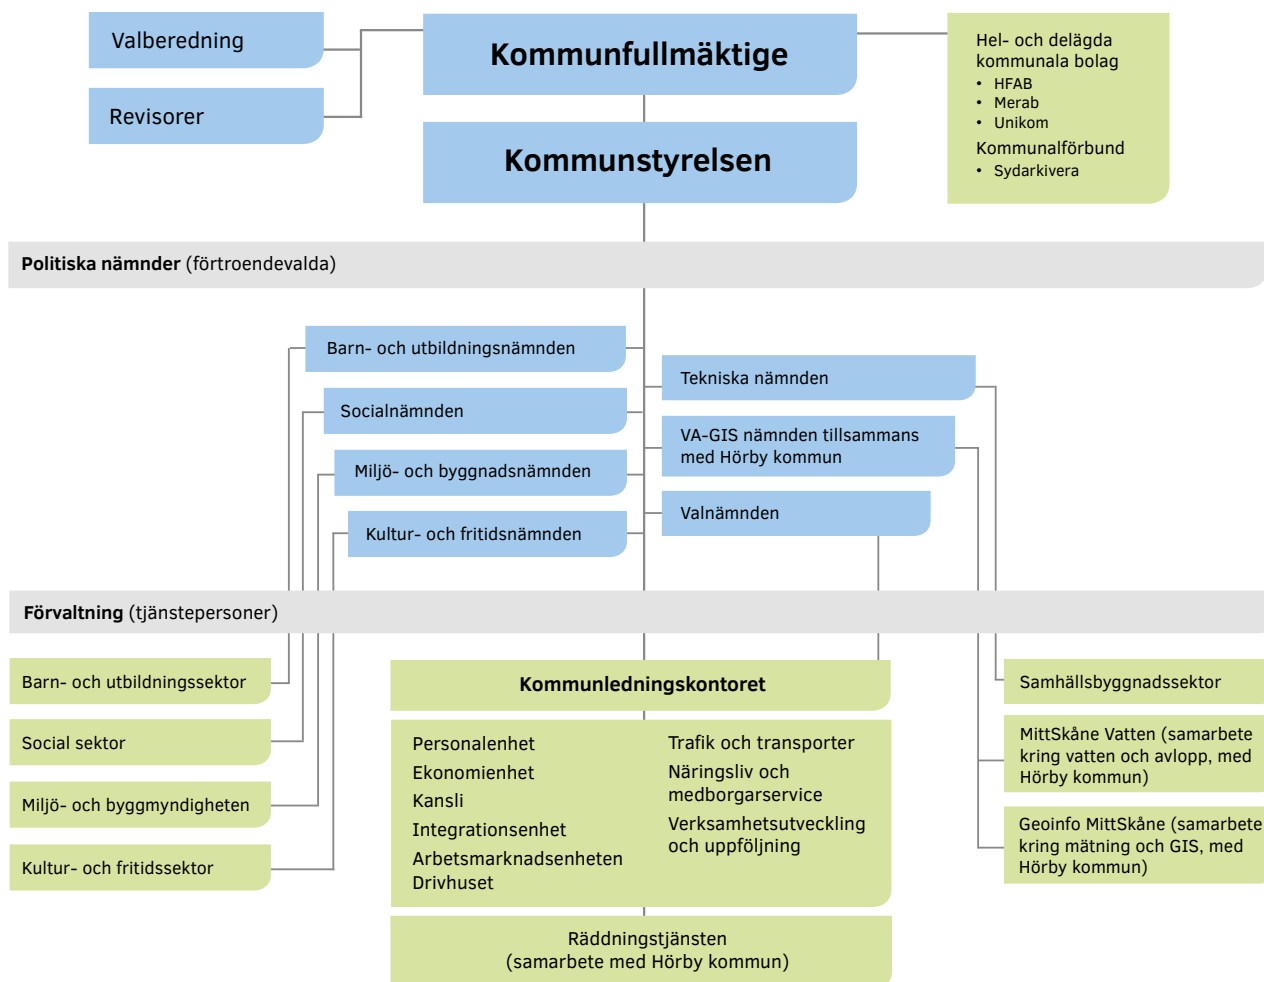 Valberedning
Revisorer
Kommunfullmäktige
Kommunstyrelsen
Hel- och delägda
kommunala bolag
• HFAB
• Merab
• Unikom
Kommunalförbund
• Sydarkivera
Politiska nämnder (förtroendevalda)
Barn- och utbildningsnämnden
Socialnämnden
Miljö- och byggnadsnämnden
Kultur- och fritidsnämnden
Tekniska nämnden
VA-GIS nämnden tillsammans
med Hörby kommun
Valnämnden
Förvaltning (tjänstepersoner)
Barn- och utbildningssektor
Social sektor
Miljö- och byggmyndigheten
Kultur- och fritidssektor
Kommunledningskontoret
Personalenhet
Ekonomienhet
Kansli
Integrationsenhet
Arbetsmarknadsenheten
Drivhuset
Trafik och transporter
Näringsliv och
medborgarservice
Verksamhetsutveckling
och uppföljning
Räddningstjänsten
(samarbete med Hörby kommun)
Samhällsbyggnadssektor
MittSkåne Vatten (samarbete
kring vatten och avlopp, med
Hörby kommun)
Geoinfo MittSkåne (samarbete
kring mätning och GIS, med
Hörby kommun)